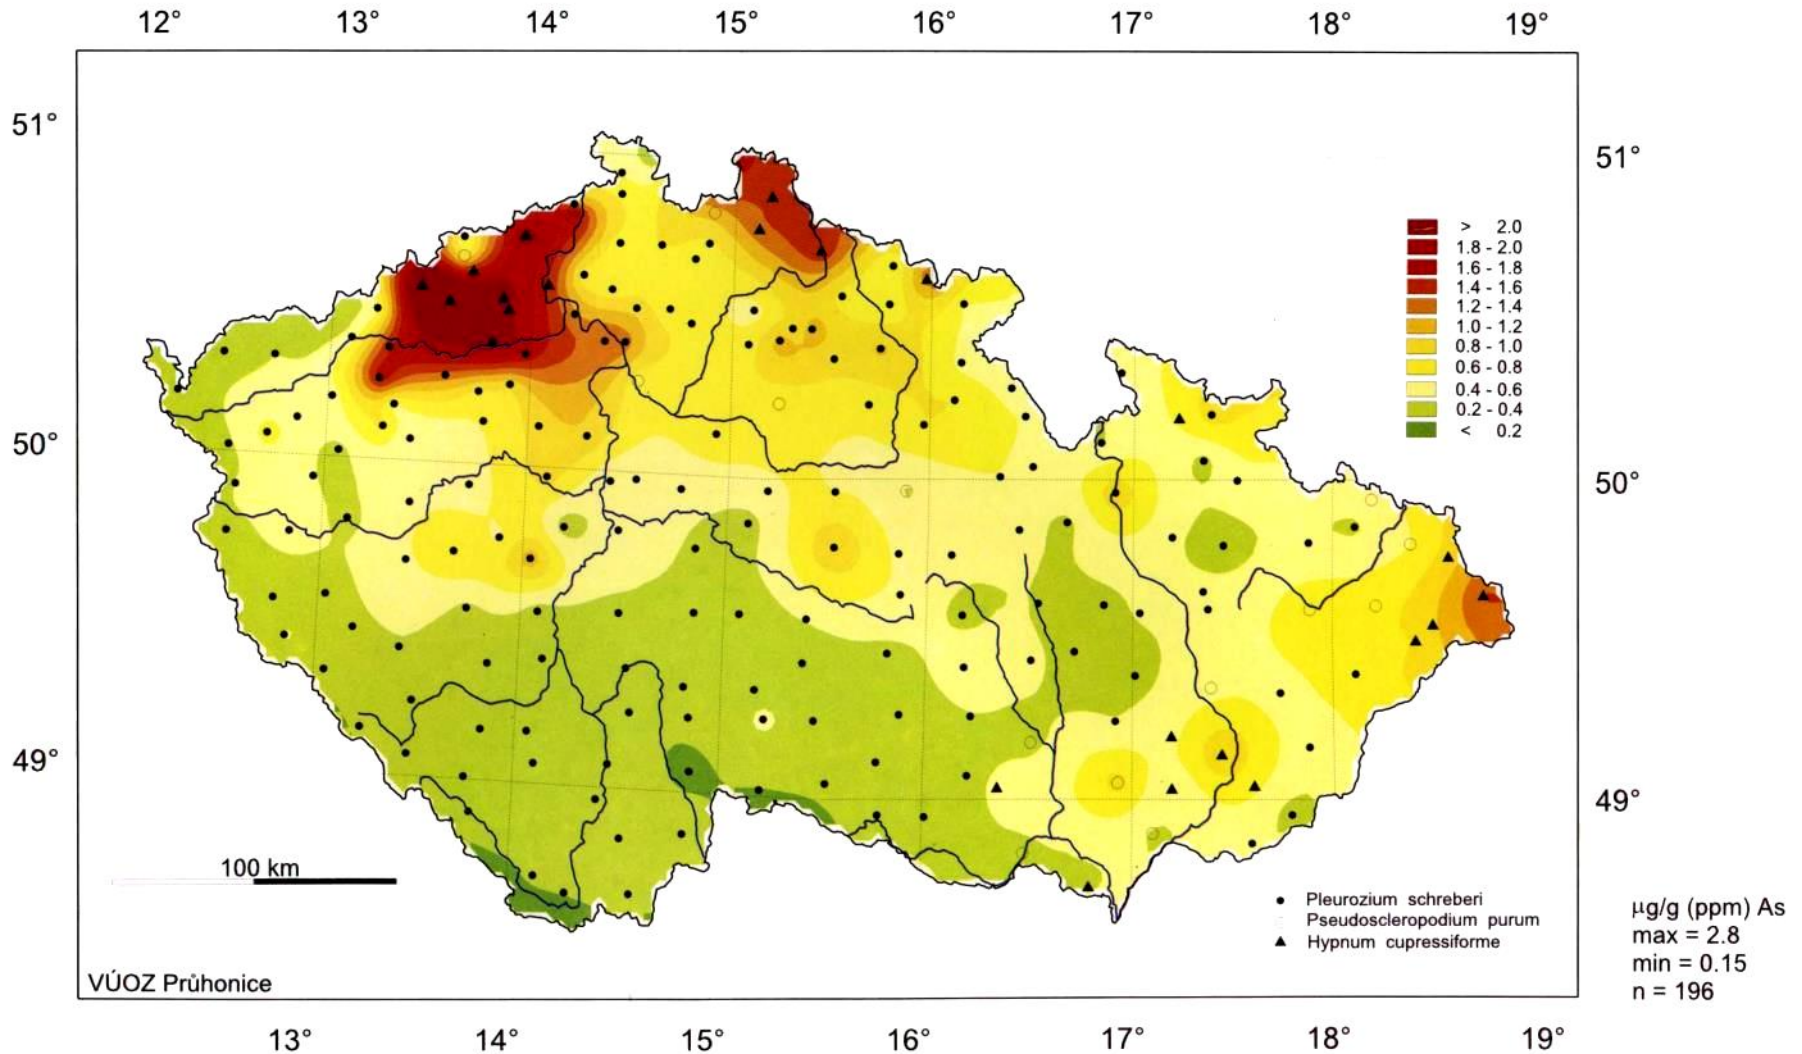 12° 13° 14° 15° 16° 17° 18° 19°
51°
51°
50°
50°
49°
49°
> 2.0
1.8 - 2.0
1.6 - 1.8
1.4 - 1.6
1.2 - 1.4
1.0 - 1.2
0.8 - 1.0
0.6 - 0.8
0.4 - 0.6
0.2 - 0.4
< 0.2
100 km
Pleurozium schreberi
Pseudoscleropodium purum
Hypnum cupressiforme
µg/g (ppm) As
max = 2.8
min = 0.15
n = 196
VÚOZ Průhonice
13° 14° 15° 16° 17° 18° 19°